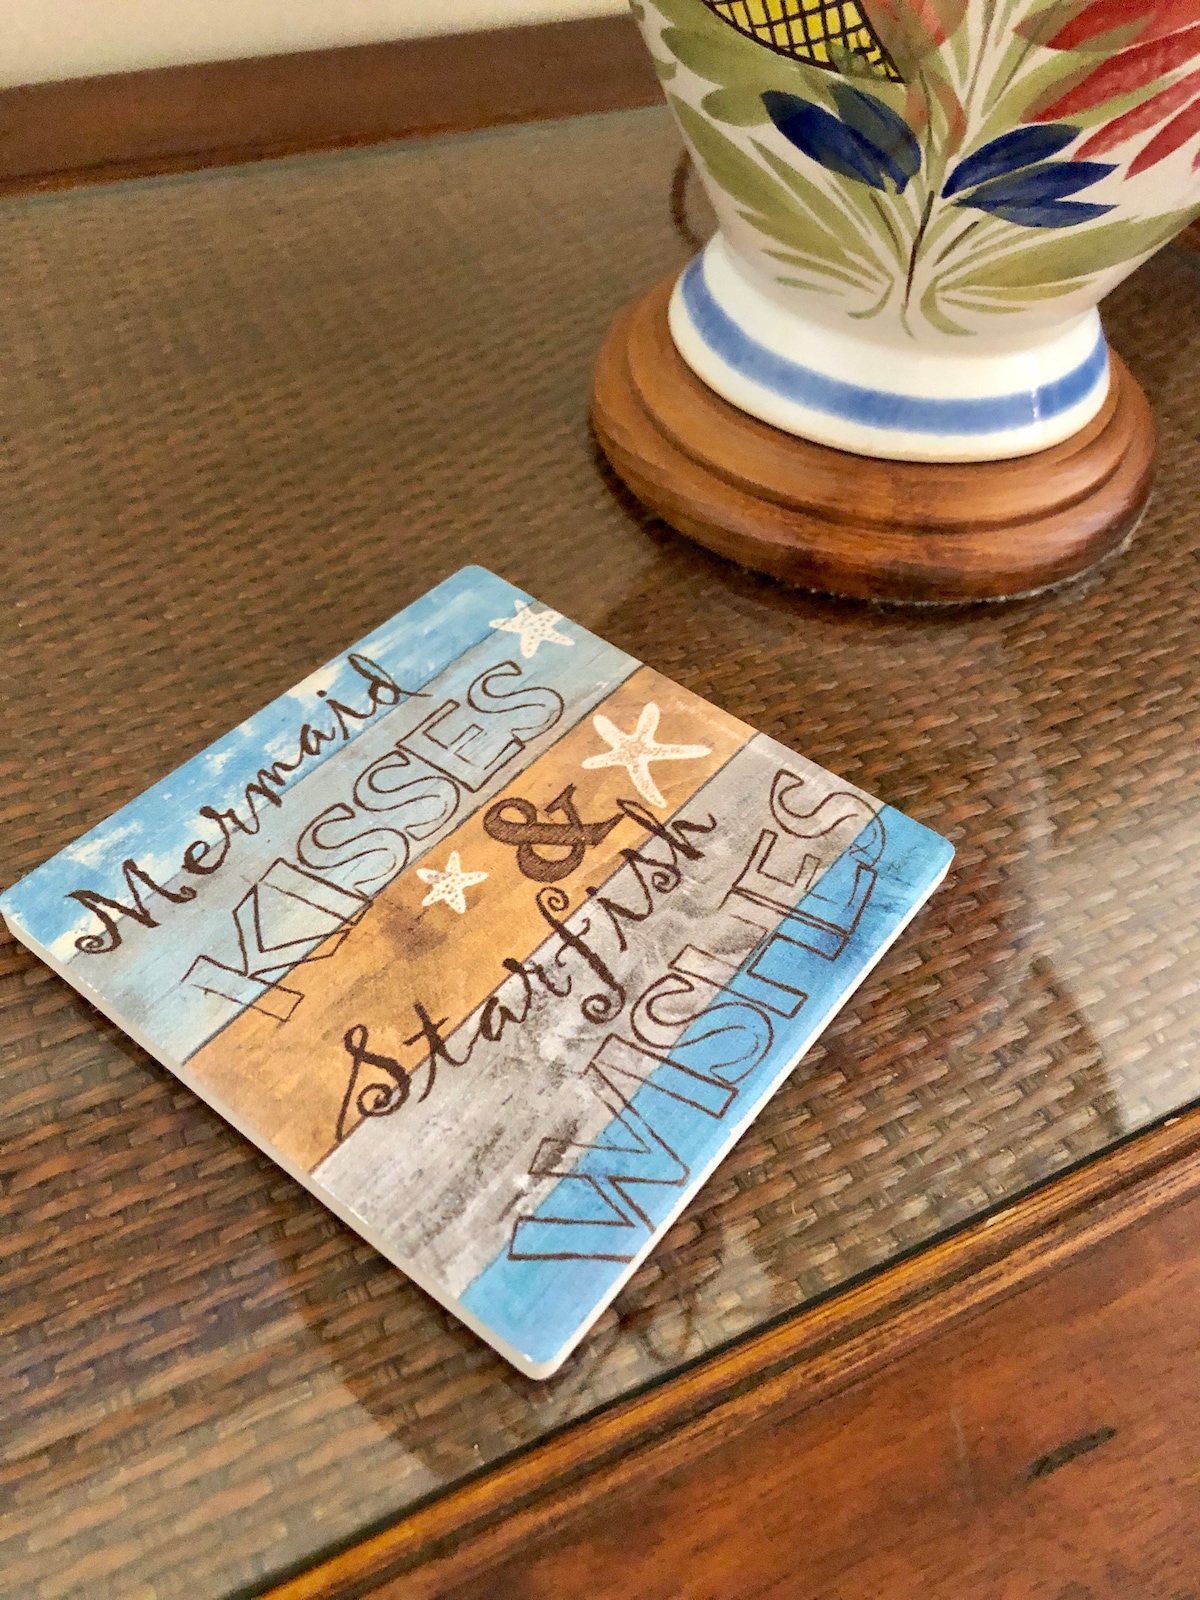 Mermaid
KISSES
&
Starfish
WISHES